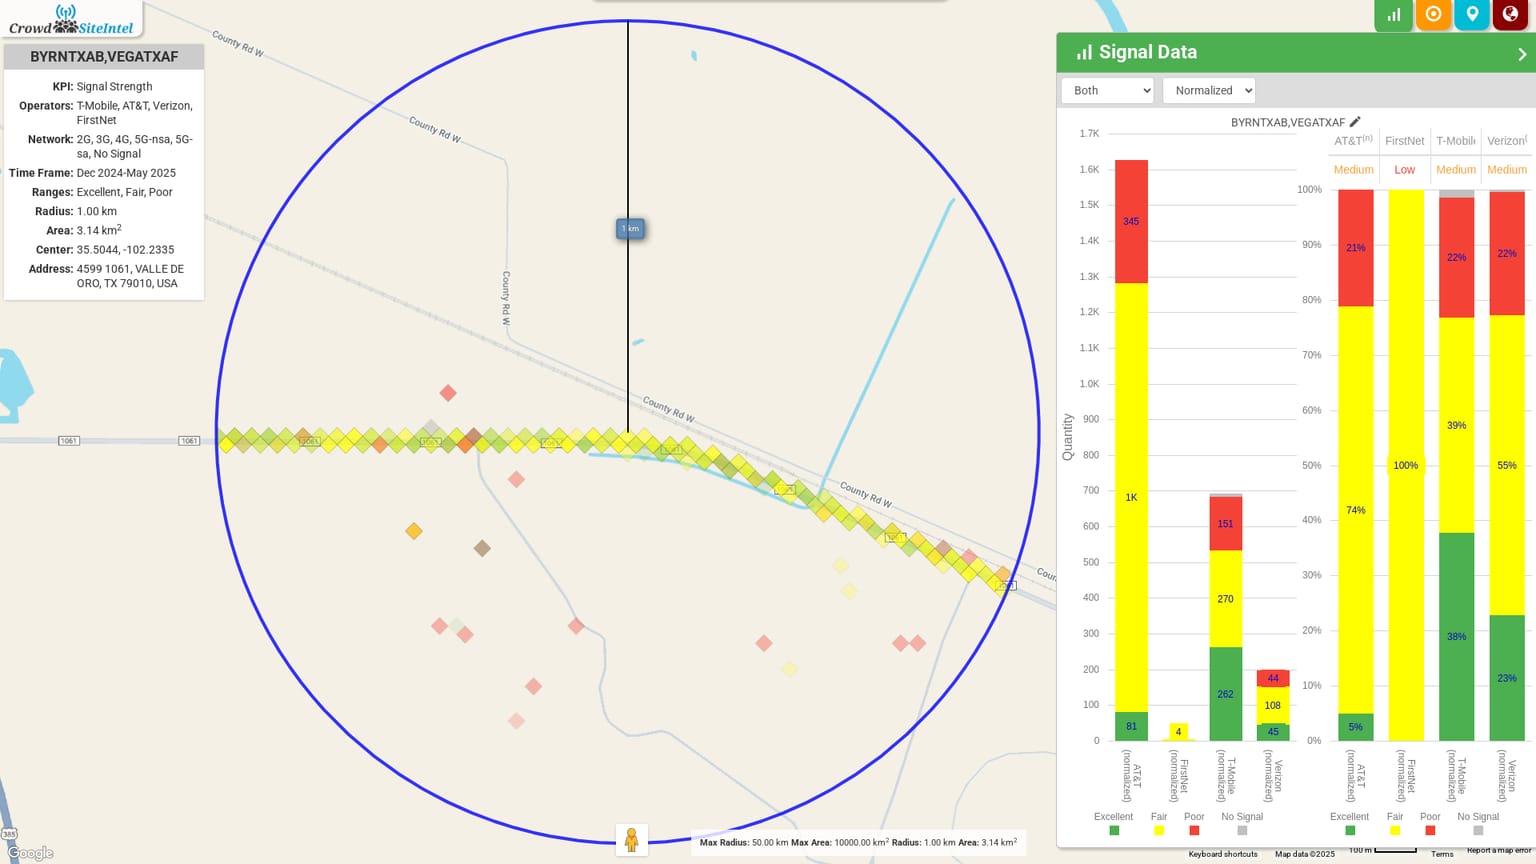 Crowd SiteIntel
BYRNTXAB,VEGATXAF
KPI: Signal Strength
Operators: T-Mobile, AT&T, Verizon,
FirstNet
Network: 2G, 3G, 4G, 5G-nsa, 5G-
sa, No Signal
Time Frame: Dec 2024-May 2025
Ranges: Excellent, Fair, Poor
Radius: 1.00 km
Area: 3.14 km²
Center: 35.5044, -102.2335
Address: 4599 1061, VALLE DE
ORO, TX 79010, USA
County Rd W
County Rd W
County Rd W
County Rd W
County Rd W
Coun
1 km
1061
1061
1061
1061
1061
1061
1061
385
Google
Signal Data
Both
Normalized
BYRNTXAB,VEGATXAF
1.7K
1.6K
1.5K
1.4K
1.3K
1.2K
1.1K
1.0K
900
800
700
600
500
400
300
200
100
0
Quantity
345
1K
81
4
151
270
262
44
108
45
AT&T (normalized)
FirstNet (normalized)
T-Mobile (normalized)
Verizon (normalized)
Excellent Fair Poor No Signal
AT&T(n) FirstNet T-Mobile Verizon(
Medium Low Medium Medium
100%
90%
80%
70%
60%
50%
40%
30%
20%
10%
0%
21%
74%
5%
100%
22%
39%
38%
22%
55%
23%
AT&T (normalized)
FirstNet (normalized)
T-Mobile (normalized)
Verizon (normalized)
Excellent Fair Poor No Signal
Max Radius: 50.00 km Max Area: 10000.00 km² Radius: 1.00 km Area: 3.14 km²
Keyboard shortcuts Map data ©2025 100 m Terms Report a map error